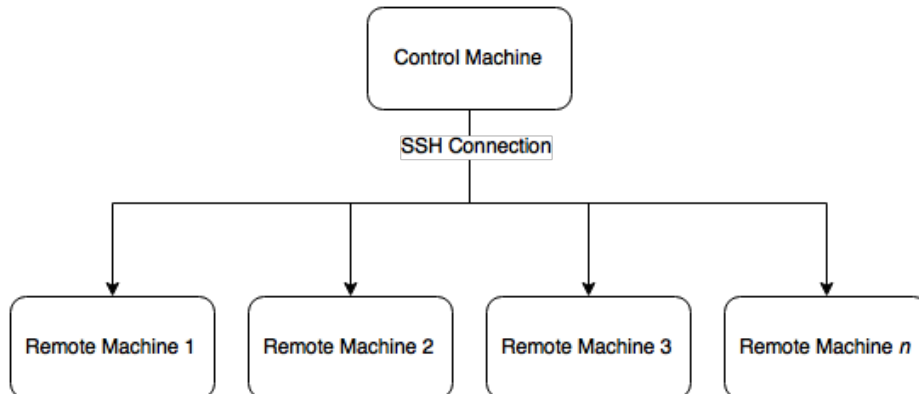 Control Machine
SSH Connection
Remote Machine 1
Remote Machine 2
Remote Machine 3
Remote Machine n